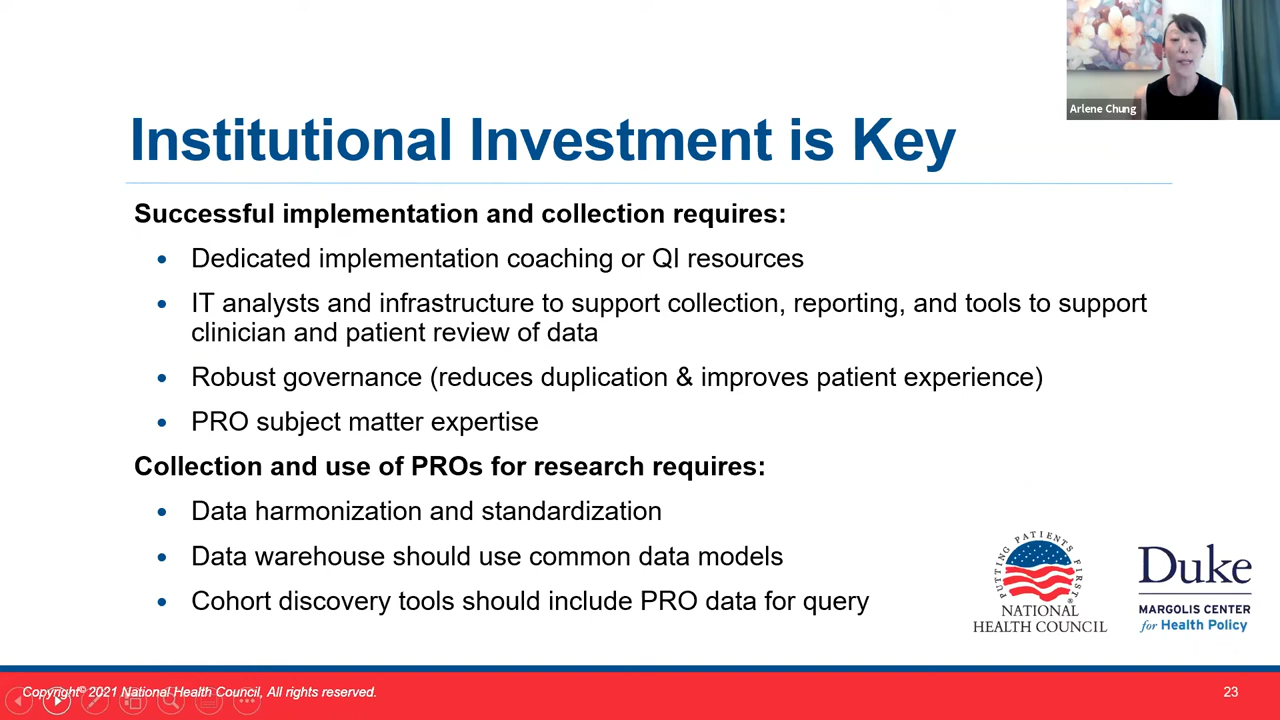 Arlene Chung
Institutional Investment is Key
Successful implementation and collection requires:
• Dedicated implementation coaching or QI resources
• IT analysts and infrastructure to support collection, reporting, and tools to support
clinician and patient review of data
• Robust governance (reduces duplication & improves patient experience)
• PRO subject matter expertise
Collection and use of PROs for research requires:
• Data harmonization and standardization
• Data warehouse should use common data models
• Cohort discovery tools should include PRO data for query
PUTTING PATIENTS FIRST®
NATIONAL
HEALTH COUNCIL
Duke
MARGOLIS CENTER
for Health Policy
Copyright© 2021 National Health Council, All rights reserved.
23